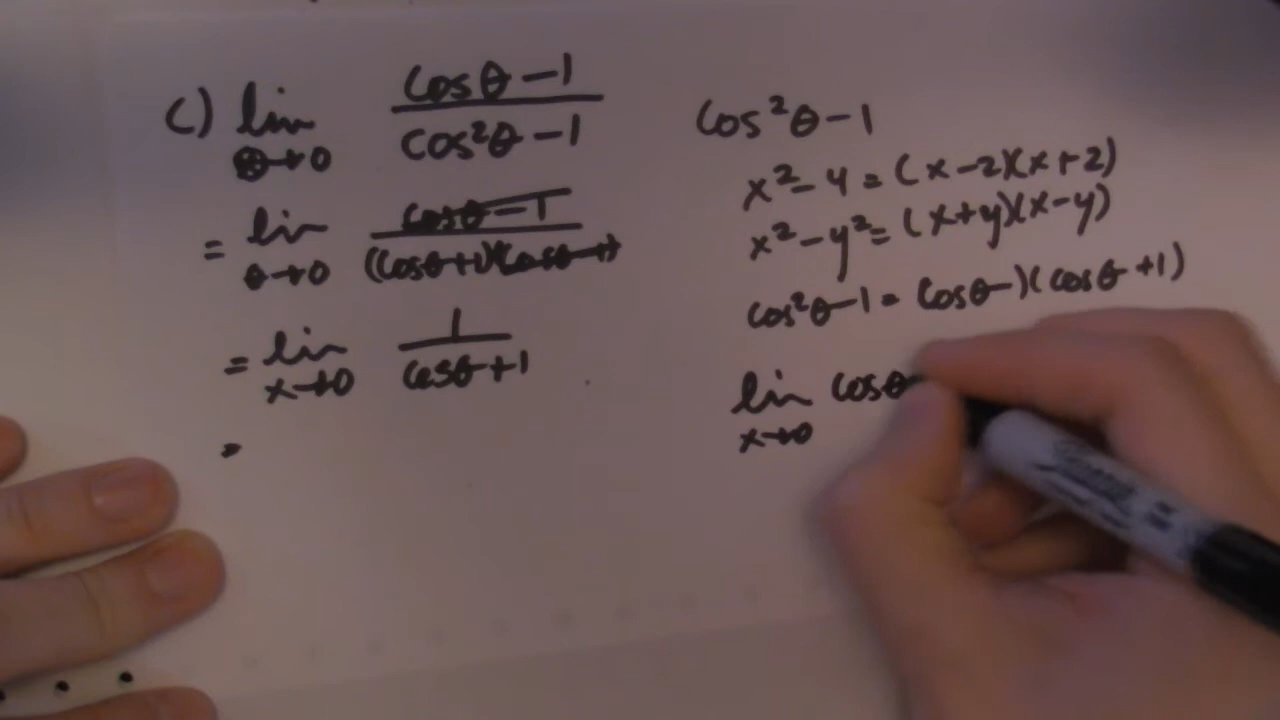 c) lim θ→0 cosθ-1 / cos²θ-1
= lim θ→0 cosθ-1 / (cosθ+1)(cosθ-1)
= lim x→0 1 / cosθ+1
=
cos²θ-1
x²-4=(x-2)(x+2)
x²-y²=(x+y)(x-y)
cos²θ-1= cosθ-)(cosθ+1)
lim x→0 cosθ